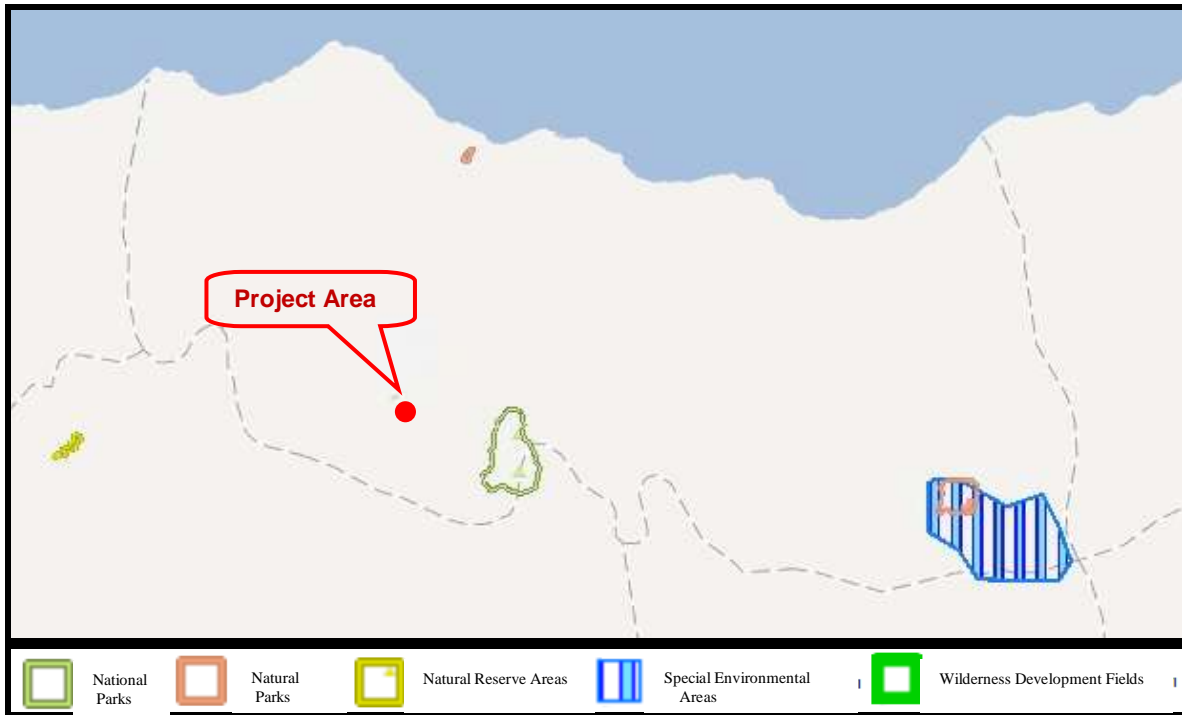 Project Area
National
Parks
Natural
Parks
Natural Reserve Areas
Special Environmental
Areas
Wilderness Development Fields